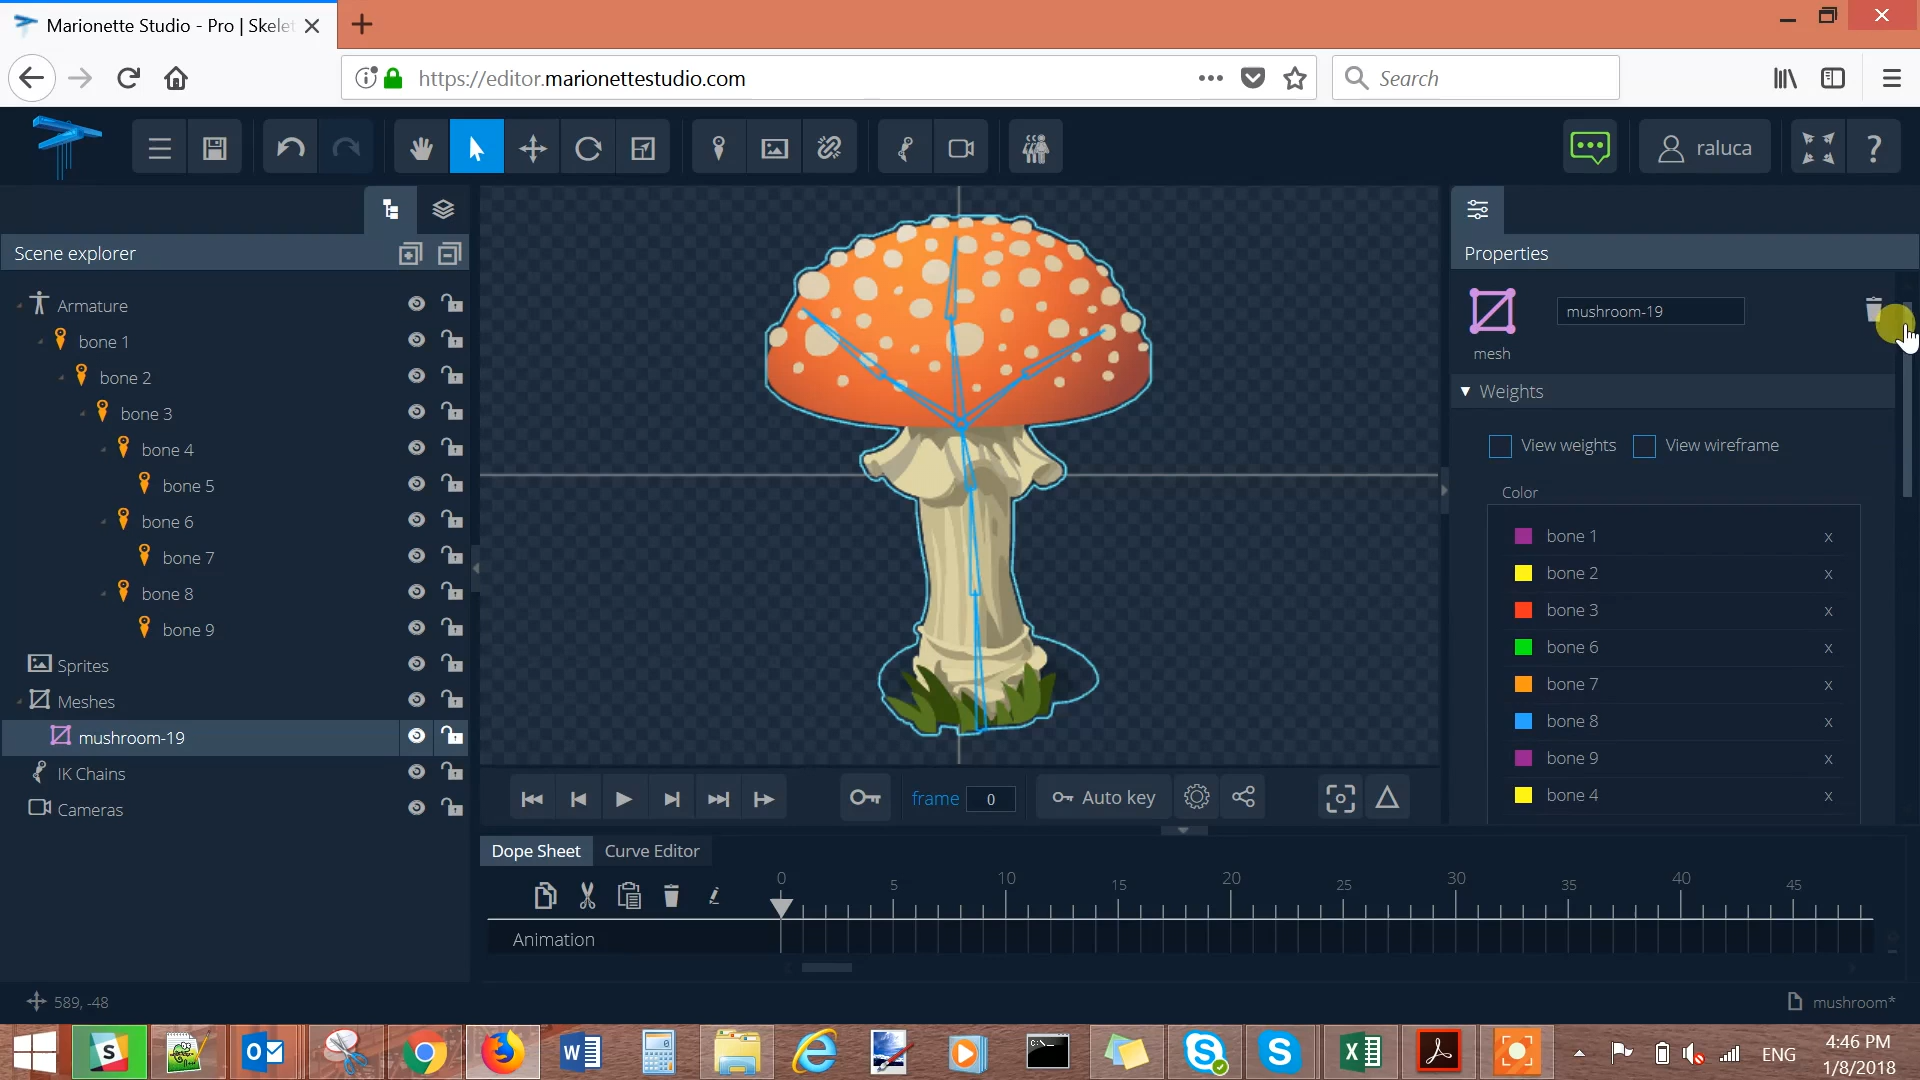 Marionette Studio - Pro | Skelet
https://editor.marionettestudio.com
Search
raluca
?
Scene explorer
Armature
bone 1
bone 2
bone 3
bone 4
bone 5
bone 6
bone 7
bone 8
bone 9
Sprites
Meshes
mushroom-19
IK Chains
Cameras
Properties
mushroom-19
mesh
Weights
View weights
View wireframe
Color
bone 1 x
bone 2 x
bone 3 x
bone 6 x
bone 7 x
bone 8 x
bone 9 x
bone 4 x
frame 0
Auto key
Dope Sheet
Curve Editor
0 5 10 15 20 25 30 35 40 45
Animation
589, -48
mushroom*
ENG
4:46 PM
1/8/2018